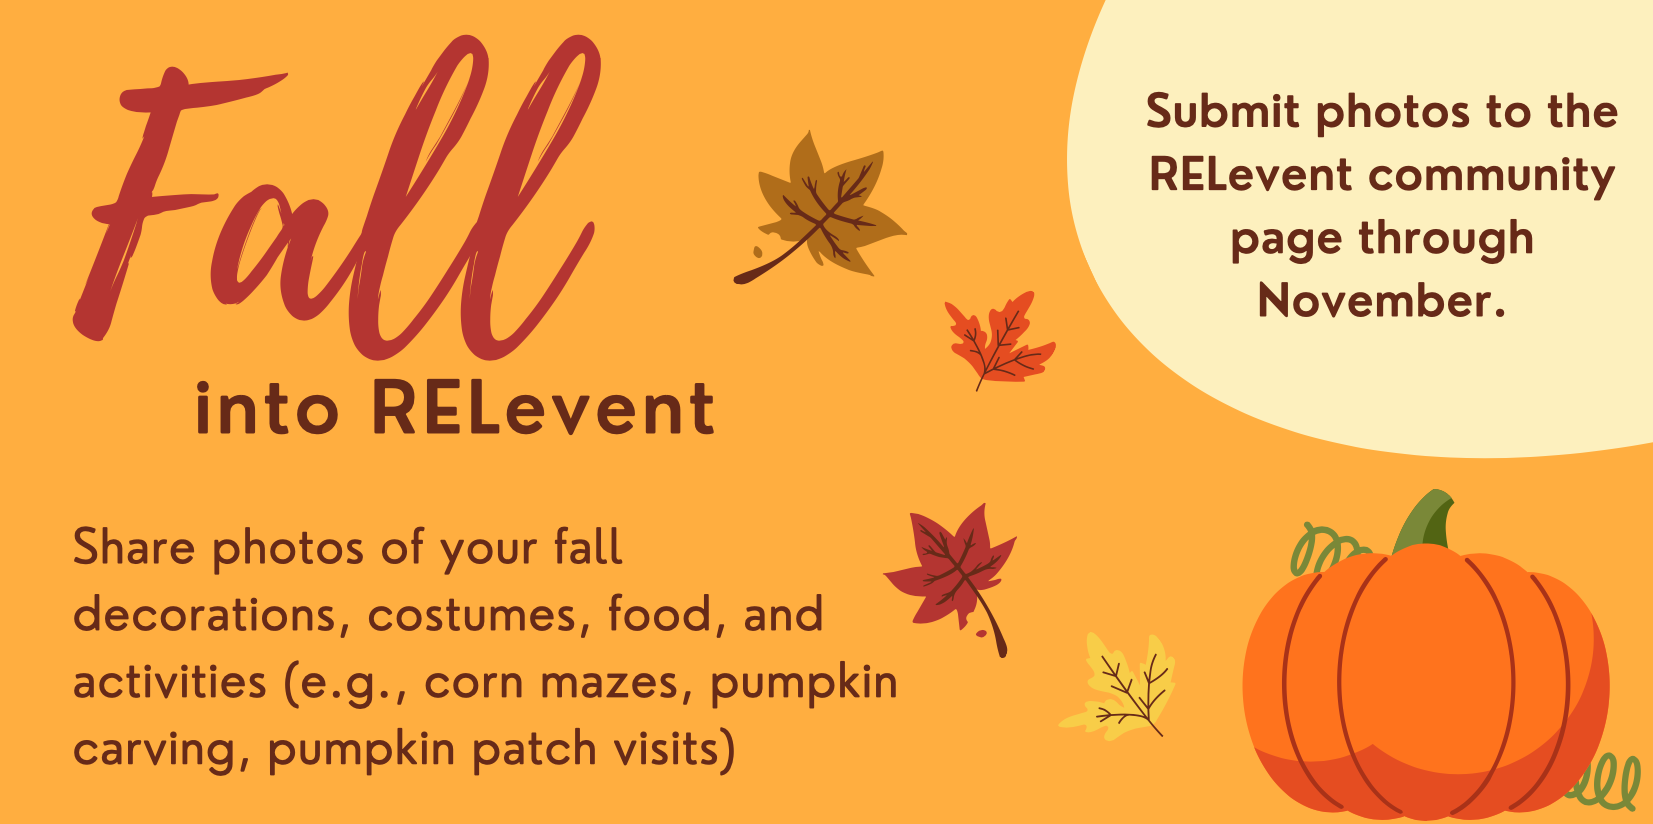 Fall
into RELevent
Share photos of your fall
decorations, costumes, food, and
activities (e.g., corn mazes, pumpkin
carving, pumpkin patch visits)
Submit photos to the
RELevent community
page through
November.